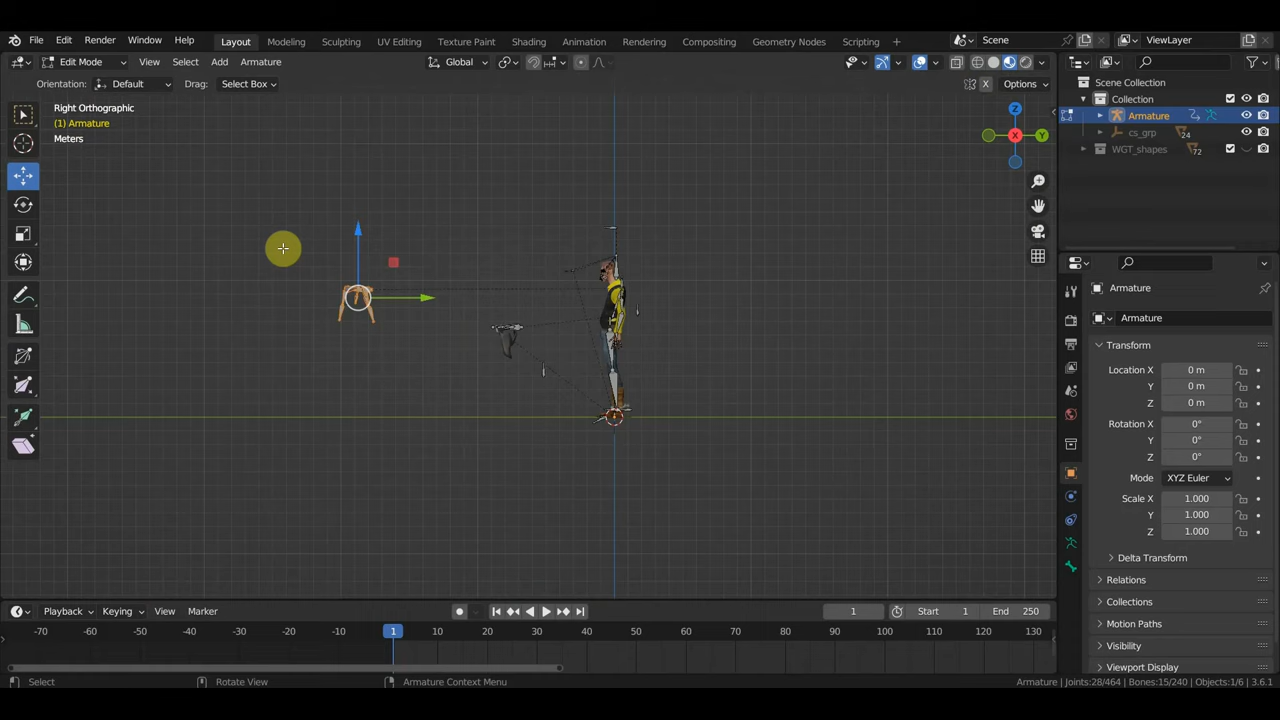 File Edit Render Window Help Layout Modeling Sculpting UV Editing Texture Paint Shading Animation Rendering Compositing Geometry Nodes Scripting + Scene ViewLayer
Edit Mode View Select Add Armature Global Options
Orientation: Default Drag: Select Box X
Right Orthographic
(1) Armature
Meters
Z
Y
X
Scene Collection
Collection
Armature
cs_grp 24
WGT_shapes 72
Armature
Armature
Transform
Location X 0 m
Y 0 m
Z 0 m
Rotation X 0°
Y 0°
Z 0°
Mode XYZ Euler
Scale X 1.000
Y 1.000
Z 1.000
Delta Transform
Relations
Collections
Motion Paths
Visibility
Viewport Display
Playback Keying View Marker 1 Start 1 End 250
-70 -60 -50 -40 -30 -20 -10 1 10 20 30 40 50 60 70 80 90 100 110 120 130
Select Rotate View Armature Context Menu Armature | Joints:28/464 | Bones:15/240 | Objects:1/6 | 3.6.1